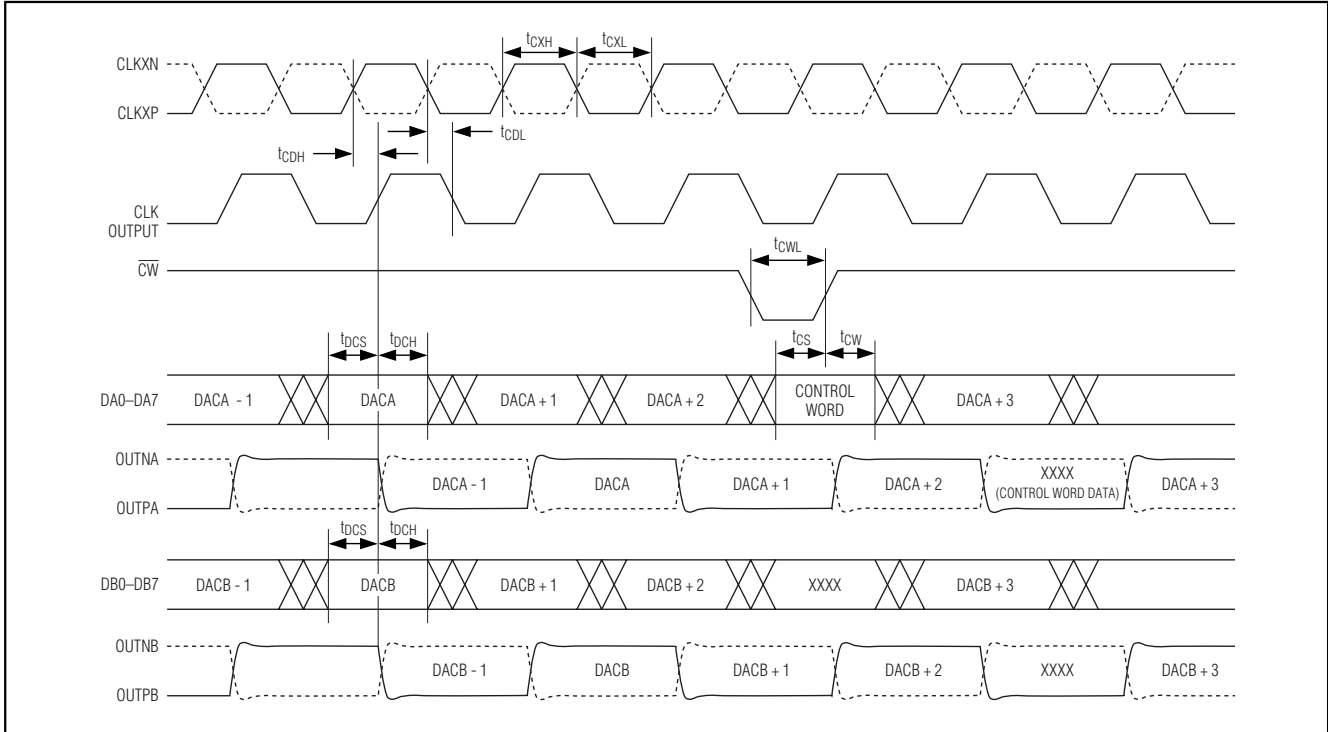 tCXH tCXL
CLKXN
CLKXP
tCDL
tCDH
CLK
OUTPUT
tCWL
CW
tDCS tDCH tCS tCW
DA0–DA7 DACA - 1 DACA DACA + 1 DACA + 2 CONTROL WORD DACA + 3
OUTNA
OUTPA
DACA - 1 DACA DACA + 1 DACA + 2 XXXX (CONTROL WORD DATA) DACA + 3
tDCS tDCH
DB0–DB7 DACB - 1 DACB DACB + 1 DACB + 2 XXXX DACB + 3
OUTNB
OUTPB
DACB - 1 DACB DACB + 1 DACB + 2 XXXX DACB + 3